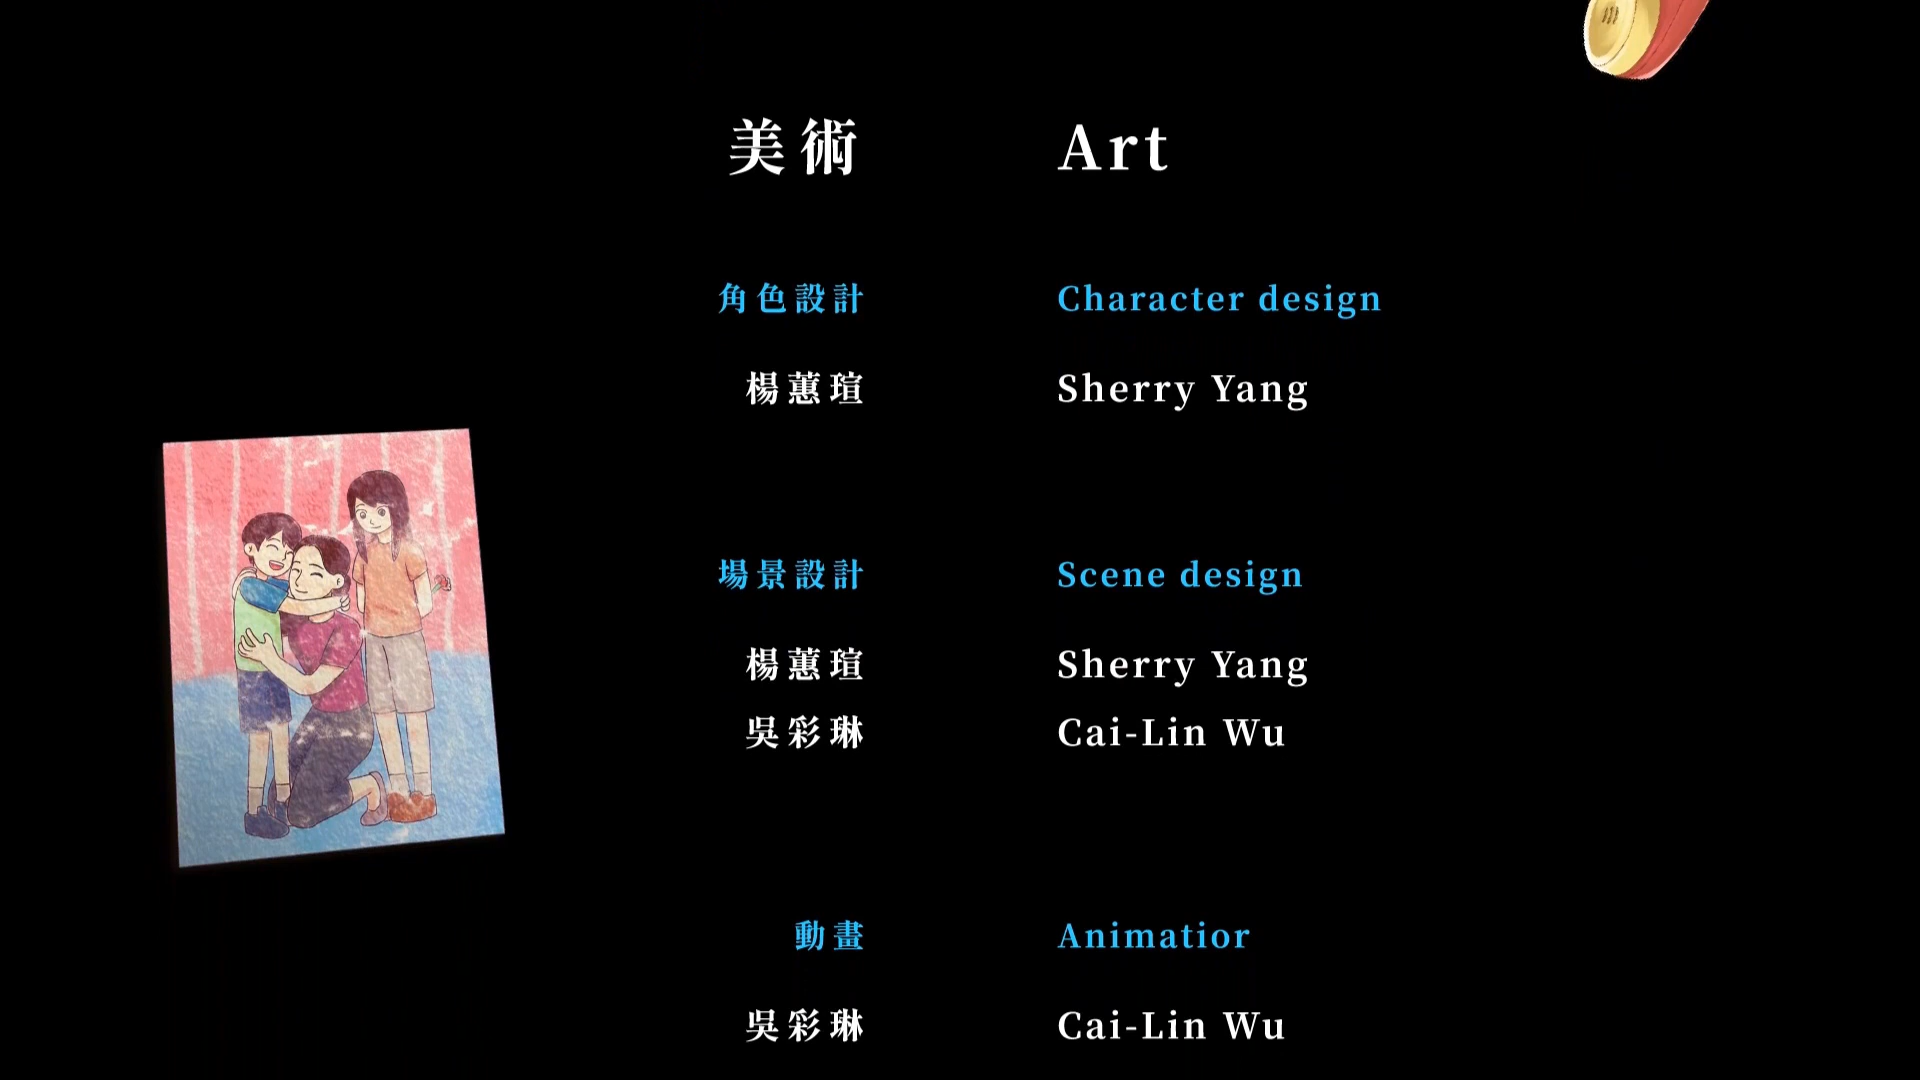 美術 Art
角色設計 Character design
楊蕙瑄 Sherry Yang
場景設計 Scene design
楊蕙瑄 Sherry Yang
吳彩琳 Cai-Lin Wu
動畫 Animatior
吳彩琳 Cai-Lin Wu